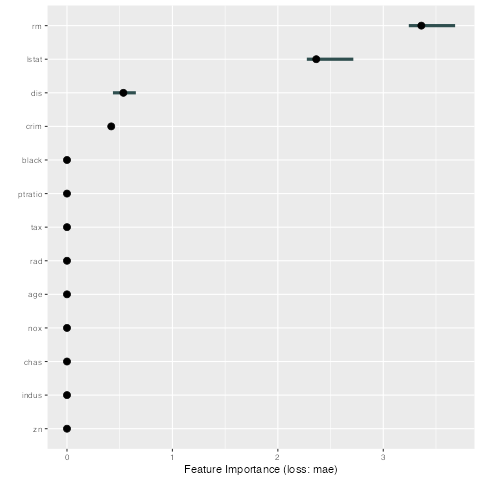 rm
lstat
dis
crim
black
ptratio
tax
rad
age
nox
chas
indus
zn
0 1 2 3
Feature Importance (loss: mae)